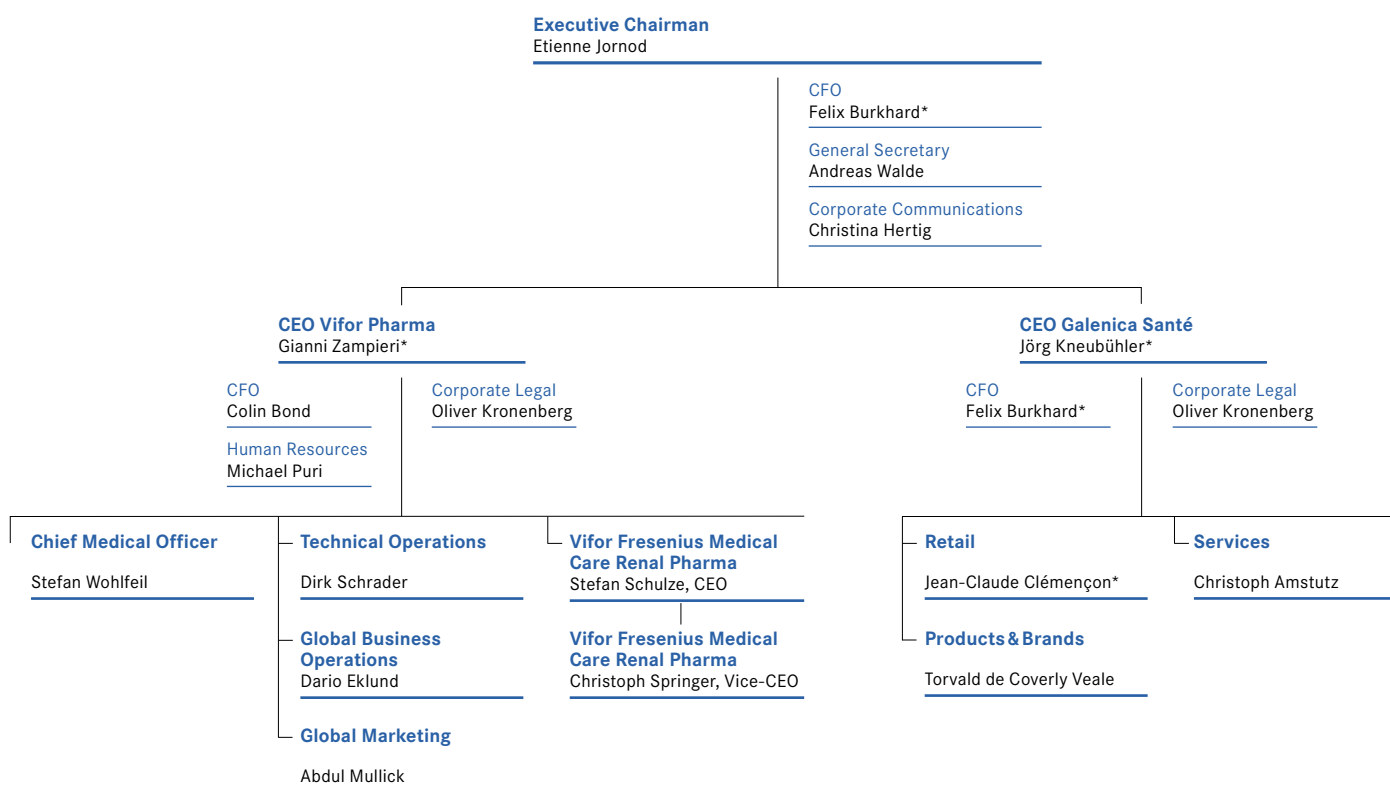 Executive Chairman
Etienne Jornod
CFO
Felix Burkhard*
General Secretary
Andreas Walde
Corporate Communications
Christina Hertig
CEO Vifor Pharma
Gianni Zampieri*
CFO
Colin Bond
Human Resources
Michael Puri
Corporate Legal
Oliver Kronenberg
CEO Galenica Santé
Jörg Kneubühler*
CFO
Felix Burkhard*
Corporate Legal
Oliver Kronenberg
Chief Medical Officer
Stefan Wohlfeil
Technical Operations
Dirk Schrader
Global Business
Operations
Dario Eklund
Global Marketing
Abdul Mullick
Vifor Fresenius Medical
Care Renal Pharma
Stefan Schulze, CEO
Vifor Fresenius Medical
Care Renal Pharma
Christoph Springer, Vice-CEO
Retail
Jean-Claude Clémençon*
Products & Brands
Torvald de Coverly Veale
Services
Christoph Amstutz